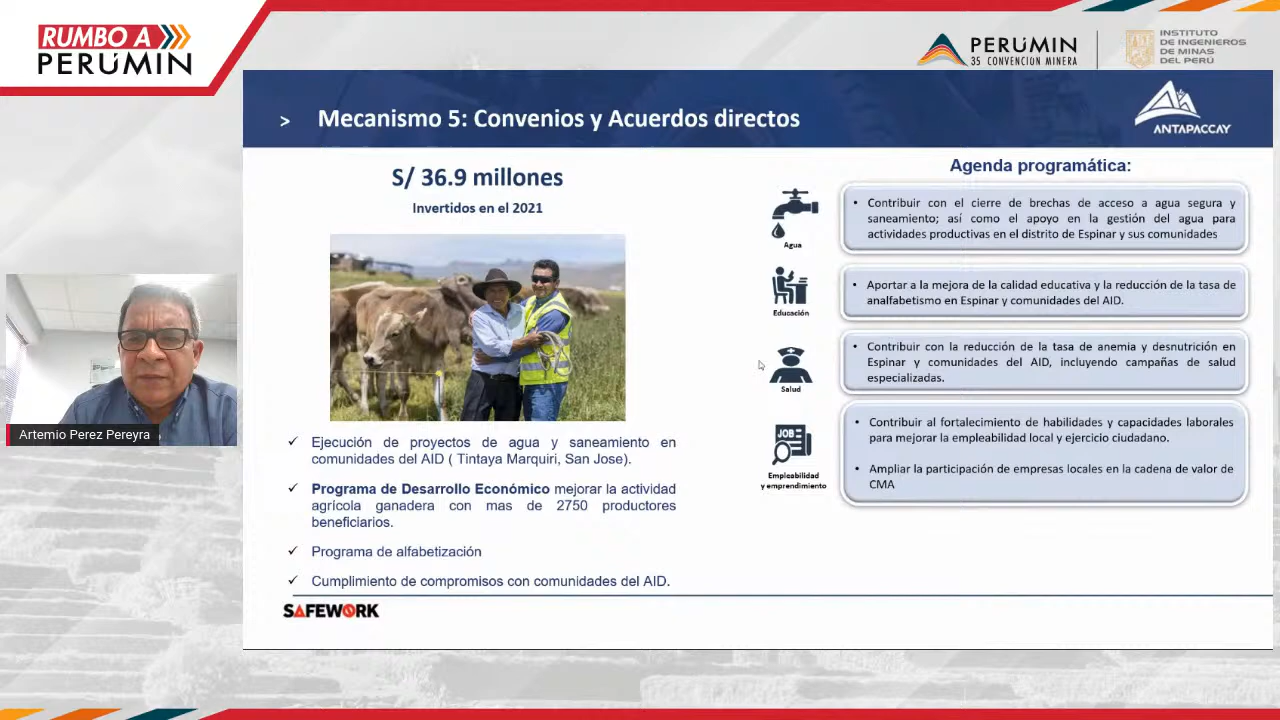 RUMBO A
PERÚMIN
PERÚMIN
35 CONVENCIÓN MINERA
INSTITUTO
DE INGENIEROS
DE MINAS
DEL PERÚ
> Mecanismo 5: Convenios y Acuerdos directos
ANTAPACCAY
S/ 36.9 millones
Invertidos en el 2021
✓ Ejecución de proyectos de agua y saneamiento en
comunidades del AID ( Tintaya Marquiri, San Jose).
✓ Programa de Desarrollo Económico mejorar la actividad
agrícola ganadera con mas de 2750 productores
beneficiarios.
✓ Programa de alfabetización
✓ Cumplimiento de compromisos con comunidades del AID.
SAFEWORK
Agenda programática:
Agua
• Contribuir con el cierre de brechas de acceso a agua segura y
saneamiento; así como el apoyo en la gestión del agua para
actividades productivas en el distrito de Espinar y sus comunidades
Educación
• Aportar a la mejora de la calidad educativa y la reducción de la tasa de
analfabetismo en Espinar y comunidades del AID.
Salud
• Contribuir con la reducción de la tasa de anemia y desnutrición en
Espinar y comunidades del AID, incluyendo campañas de salud
especializadas.
JOB
Empleabilidad
y emprendimiento
• Contribuir al fortalecimiento de habilidades y capacidades laborales
para mejorar la empleabilidad local y ejercicio ciudadano.
• Ampliar la participación de empresas locales en la cadena de valor de
CMA
Artemio Perez Pereyra